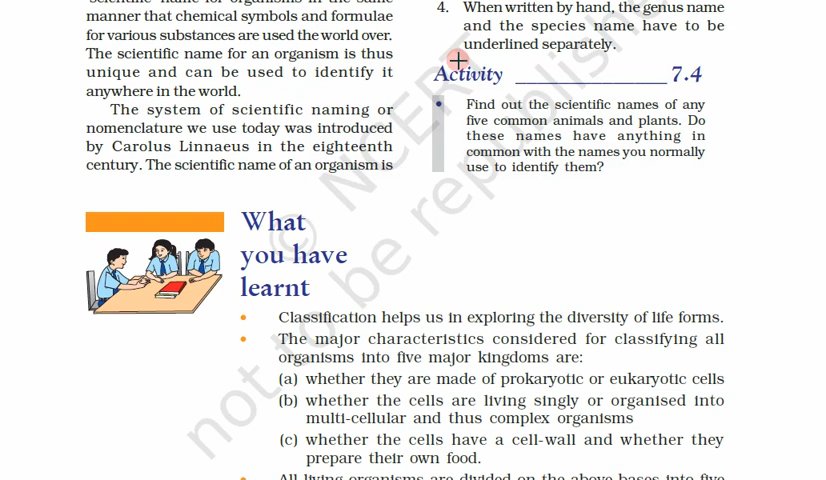 scientific name for organisms in the same
manner that chemical symbols and formulae
for various substances are used the world over.
The scientific name for an organism is thus
unique and can be used to identify it
anywhere in the world.
The system of scientific naming or
nomenclature we use today was introduced
by Carolus Linnaeus in the eighteenth
century. The scientific name of an organism is
4. When written by hand, the genus name
and the species name have to be
underlined separately.
Activity _______________ 7.4
• Find out the scientific names of any
five common animals and plants. Do
these names have anything in
common with the names you normally
use to identify them?
What
you have
learnt
• Classification helps us in exploring the diversity of life forms.
• The major characteristics considered for classifying all
organisms into five major kingdoms are:
(a) whether they are made of prokaryotic or eukaryotic cells
(b) whether the cells are living singly or organised into
multi-cellular and thus complex organisms
(c) whether the cells have a cell-wall and whether they
prepare their own food.
• All living organisms are divided on the above bases into five
© NCERT
not to be republished